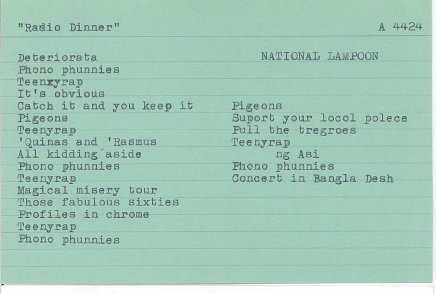 "Radio Dinner"
A 4424
NATIONAL LAMPOON
Deteriorata
Phono phunnies
Teenyrap
It's obvious
Catch it and you keep it
Pigeons
Teenyrap
'Quinas and 'Rasmus
All kidding aside
Phono phunnies
Teenyrap
Magical misery tour
Those fabulous sixties
Profiles in chrome
Teenyrap
Phono phunnies
Pigeons
Suport your locol polece
Pull the tregroes
Teenyrap
ng Asi
Phono phunnies
Concert in Bangla Desh